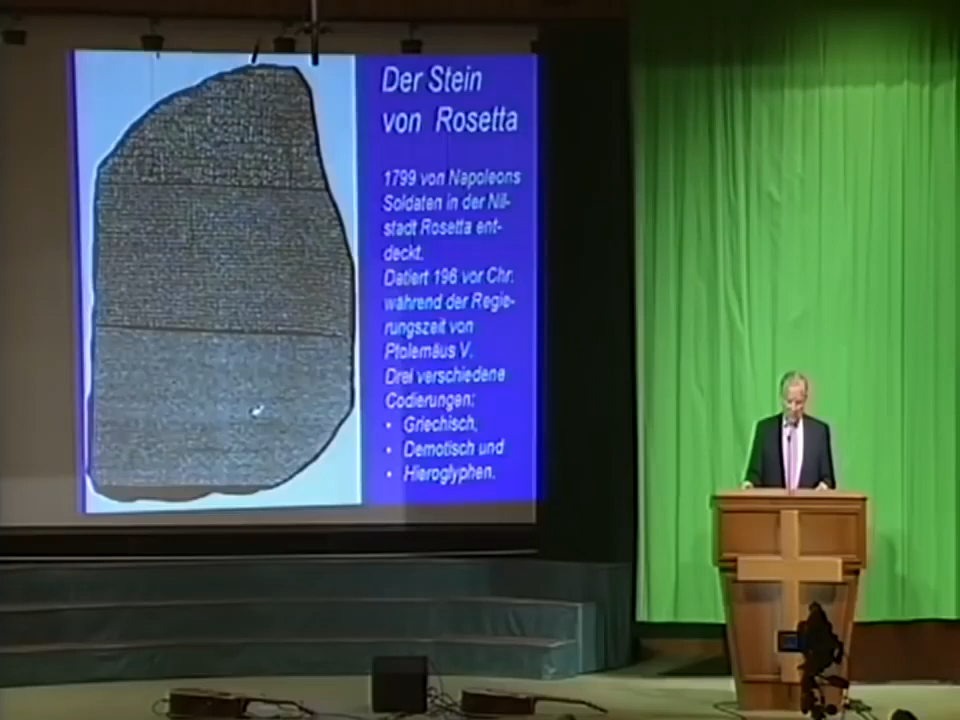 Der Stein
von Rosetta
1799 von Napoleons
Soldaten in der Nil-
stadt Rosetta ent-
deckt.
Datiert 196 vor Chr.
während der Regie-
rungszeit von
Ptolemäus V.
Drei verschiedene
Codierungen:
• Griechisch,
• Demotisch und
• Hieroglyphen.